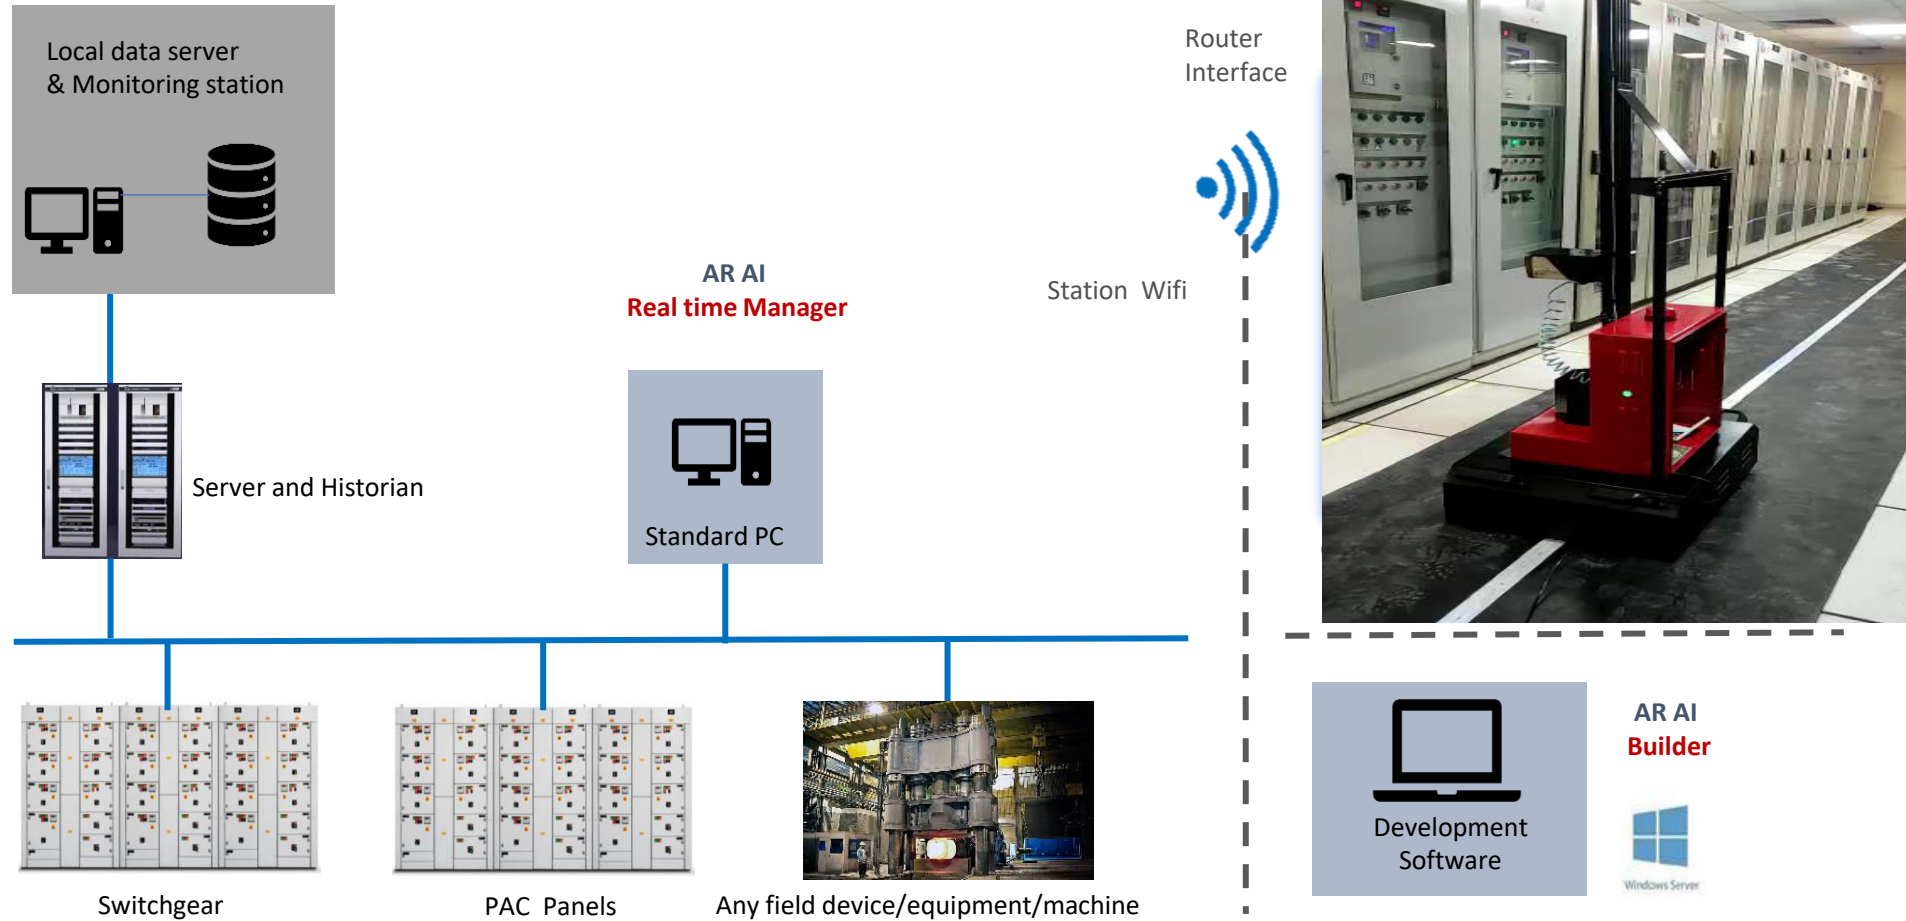 Local data server
& Monitoring station
Router
Interface
AR AI
Real time Manager
Station Wifi
Server and Historian
Standard PC
AR AI
Builder
Development
Software
Windows Server
Switchgear
PAC Panels
Any field device/equipment/machine